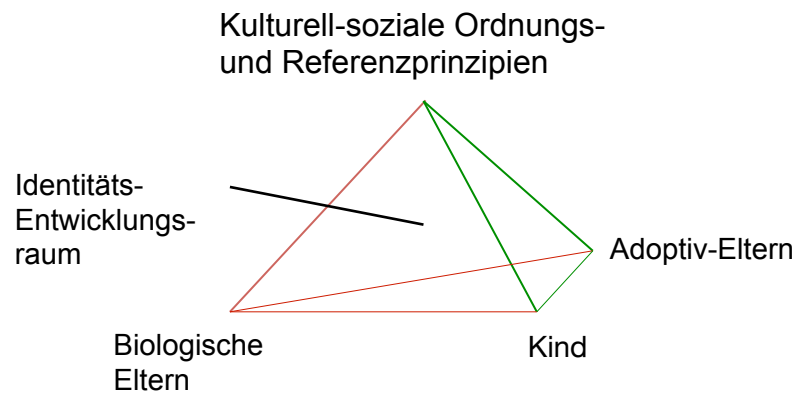 Kulturell-soziale Ordnungs-
und Referenzprinzipien
Identitäts-
Entwicklungs-
raum
Adoptiv-Eltern
Biologische
Eltern
Kind